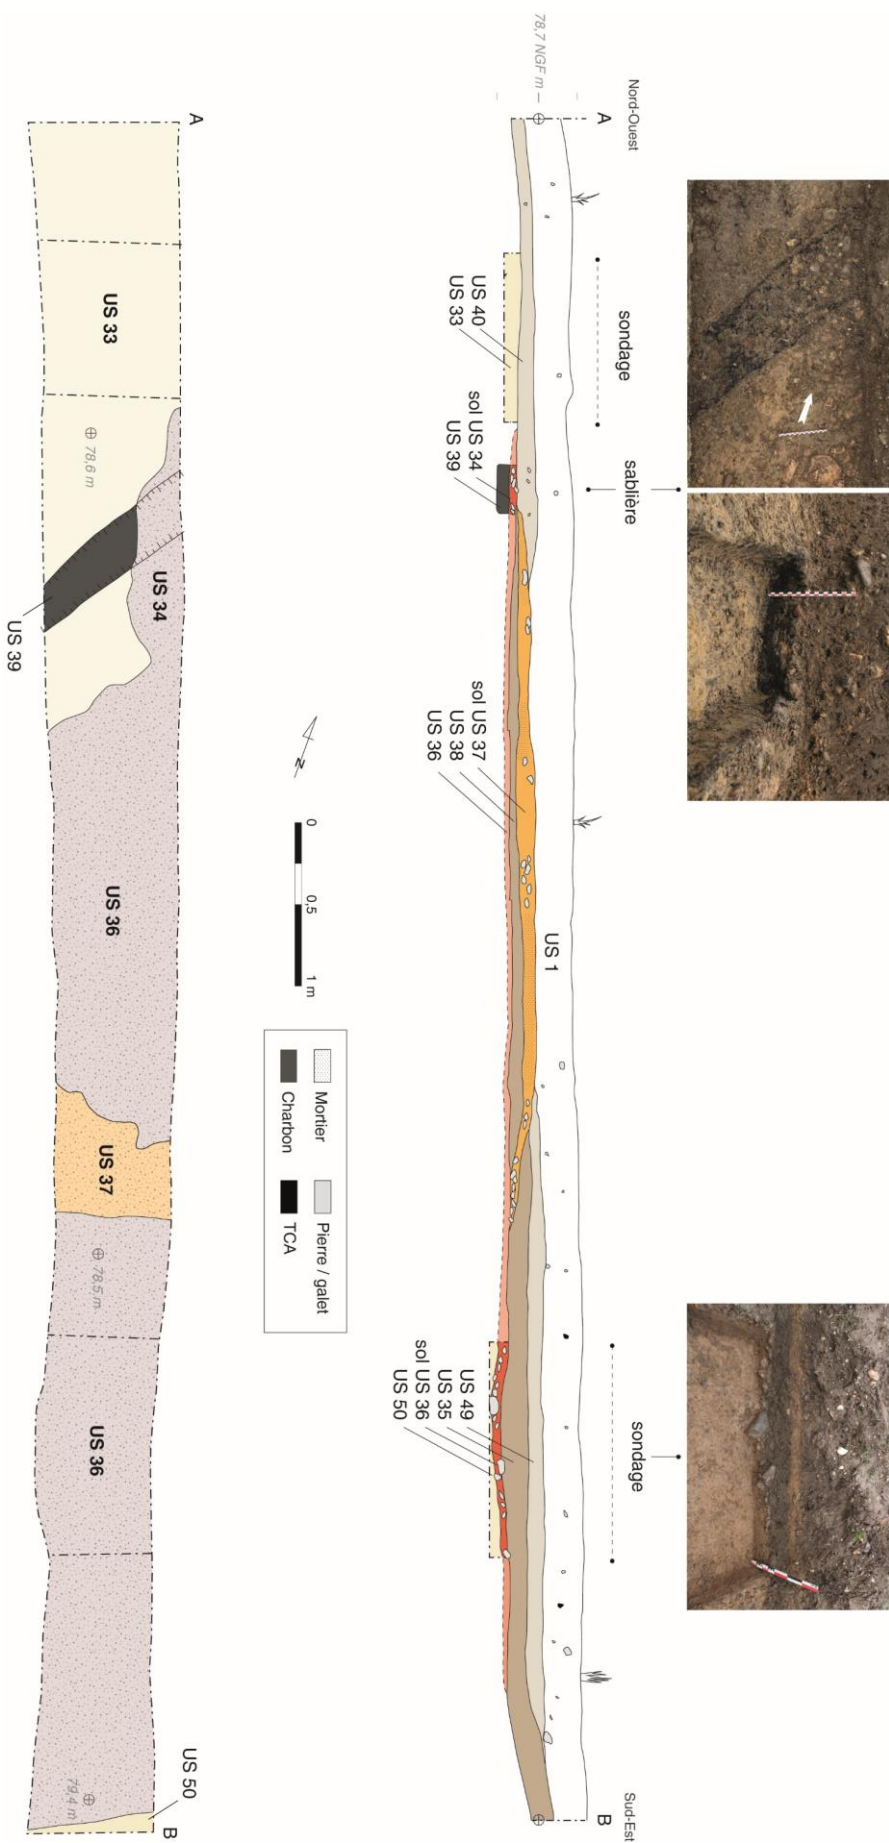 Nord-Ouest
Sud-Est
A
B
78,7 NGF m
sondage
sablière
sondage
US 40
US 33
sol US 34
US 39
sol US 37
US 38
US 36
US 1
US 49
US 35
sol US 36
US 50
N
0
0,5
1 m
Mortier
Pierre / galet
Charbon
TCA
A
B
US 33
78,6 m
US 34
US 39
US 36
US 37
78,5 m
US 36
79,4 m
US 50